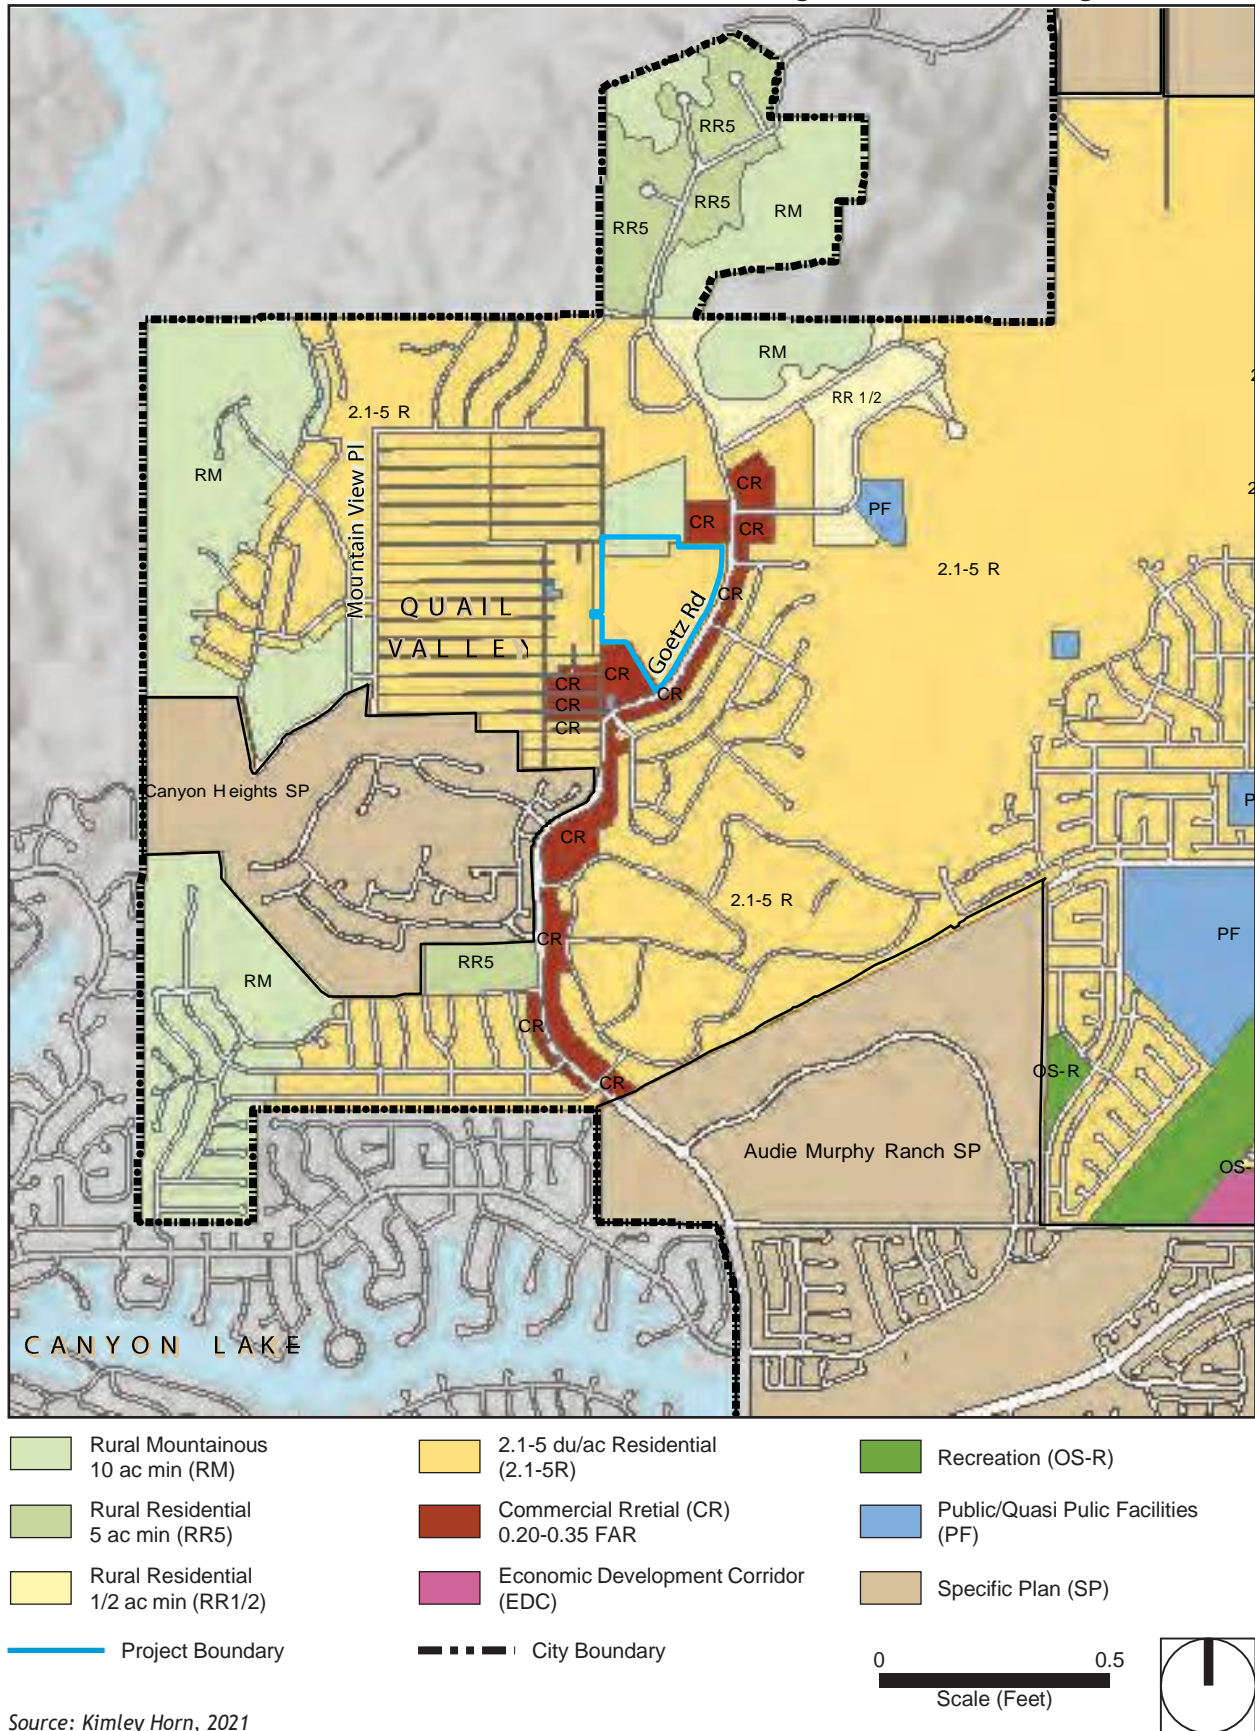 RR5
RR5
RR5
RM
RM
RR 1/2
2.1-5 R
RM
Mountain View Pl
CR
CR
CR
PF
2.1-5 R
QUAIL
VALLEY
CR
Goetz Rd
CR
CR
CR
CR
CR
Canyon Heights SP
CR
2.1-5 R
PF
CR
RR5
RM
CR
OS-R
CR
Audie Murphy Ranch SP
OS-
CANYON LAKE
Rural Mountainous
10 ac min (RM)
Rural Residential
5 ac min (RR5)
Rural Residential
1/2 ac min (RR1/2)
2.1-5 du/ac Residential
(2.1-5R)
Commercial Rretial (CR)
0.20-0.35 FAR
Economic Development Corridor
(EDC)
Recreation (OS-R)
Public/Quasi Pulic Facilities
(PF)
Specific Plan (SP)
Project Boundary
City Boundary
0 0.5
Scale (Feet)
Source: Kimley Horn, 2021